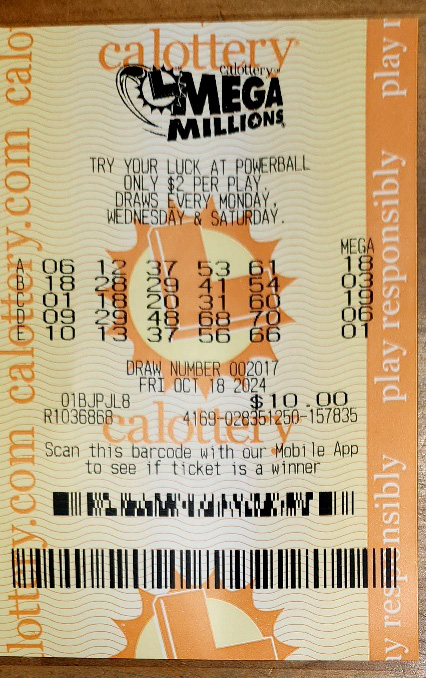 calottery
calottery
MEGA
MILLIONS
TRY YOUR LUCK AT POWERBALL
ONLY $2 PER PLAY.
DRAWS EVERY MONDAY,
WEDNESDAY & SATURDAY.
MEGA
A 06 12 37 53 61 18
B 18 28 29 41 54 03
C 01 18 20 31 60 19
D 09 29 48 68 70 06
E 10 13 37 56 66 01
DRAW NUMBER 002017
FRI OCT 18 2024
01BJPJL8 $10.00
R1036868 4169-028351250-157835
calottery
Scan this barcode with our Mobile App
to see if ticket is a winner
lottery.com calottery.com calo
play responsibly play r